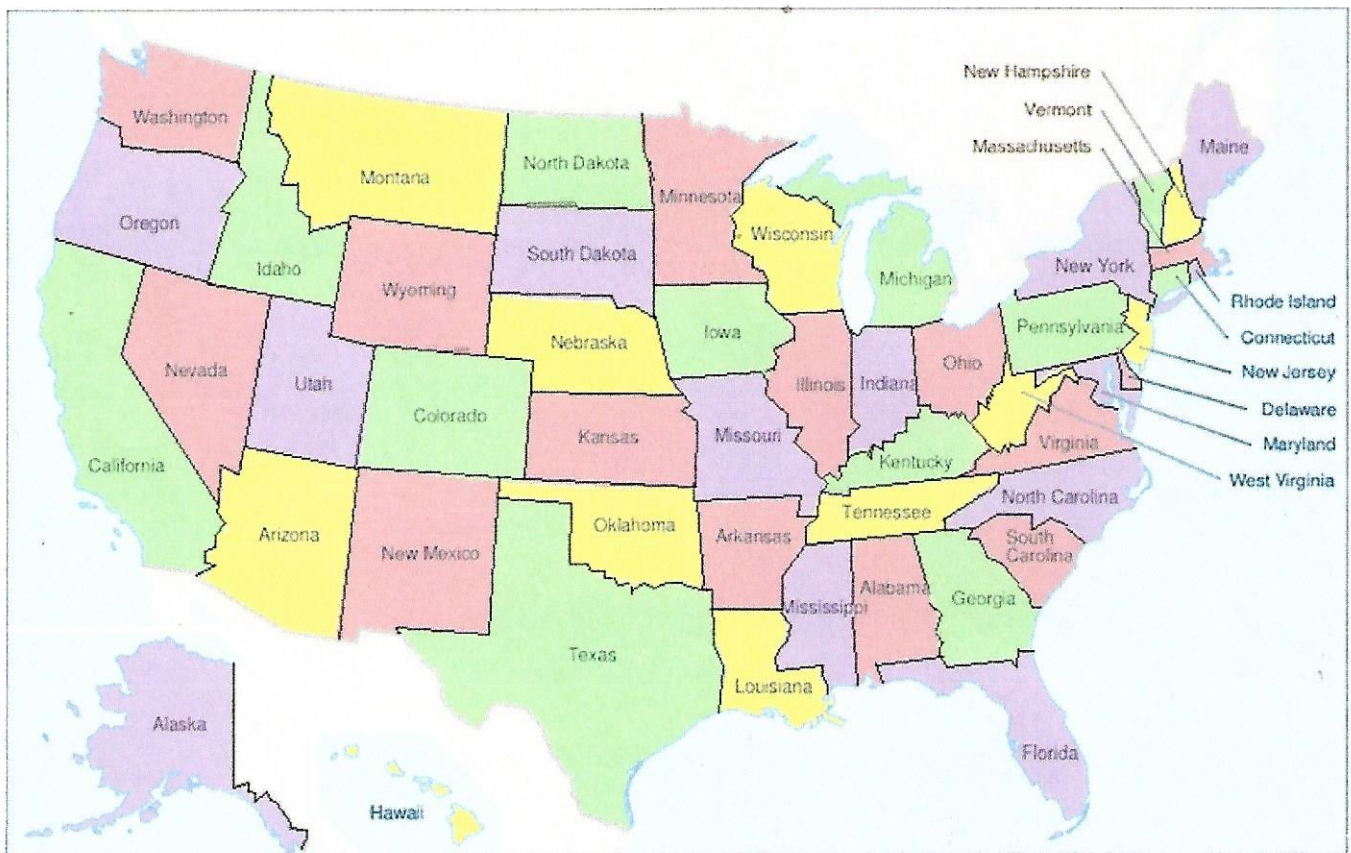 New Hampshire
Vermont
Massachusetts
Washington
Maine
North Dakota
Montana
Minnesota
Oregon
Wisconsin
South Dakota
New York
Idaho
Michigan
Wyoming
Rhode Island
Pennsylvania
Iowa
Connecticut
Nebraska
Ohio
Nevada
New Jersey
Utah
Illinois
Indiana
Colorado
Delaware
Kansas
Missouri
Virginia
Maryland
California
Kentucky
West Virginia
North Carolina
Tennessee
Oklahoma
Arizona
Arkansas
South
Carolina
New Mexico
Alabama
Georgia
Mississippi
Texas
Louisiana
Alaska
Florida
Hawaii